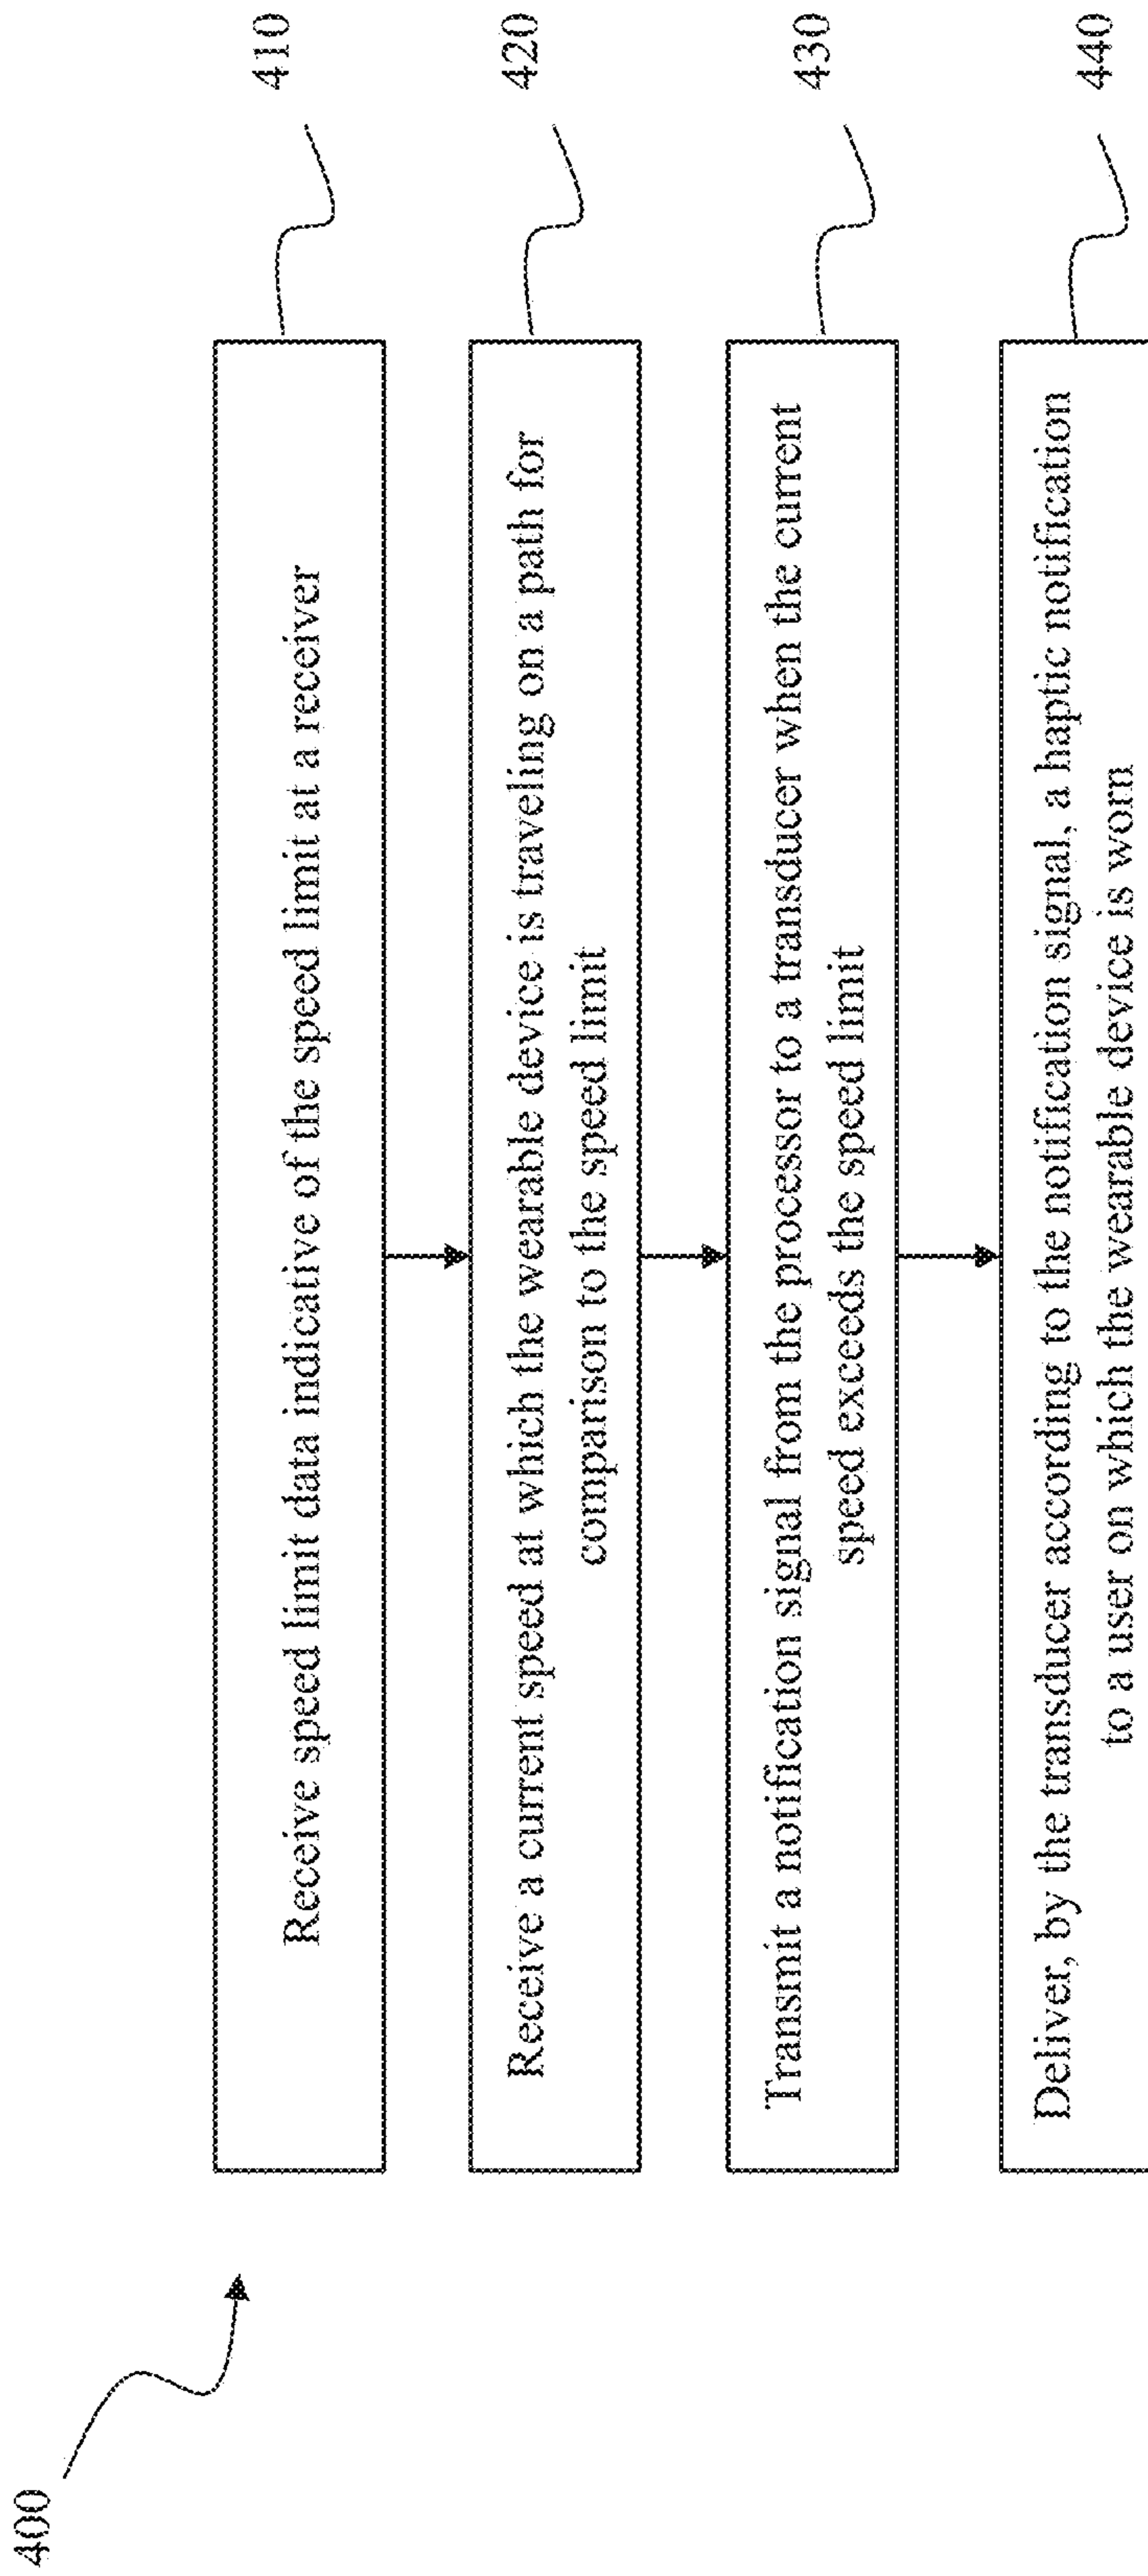 400
Receive speed limit data indicative of the speed limit at a receiver
410
Receive a current speed at which the wearable device is traveling on a path for
comparison to the speed limit
420
Transmit a notification signal from the processor to a transducer when the current
speed exceeds the speed limit
430
Deliver, by the transducer according to the notification signal, a haptic notification
to a user on which the wearable device is worn
440